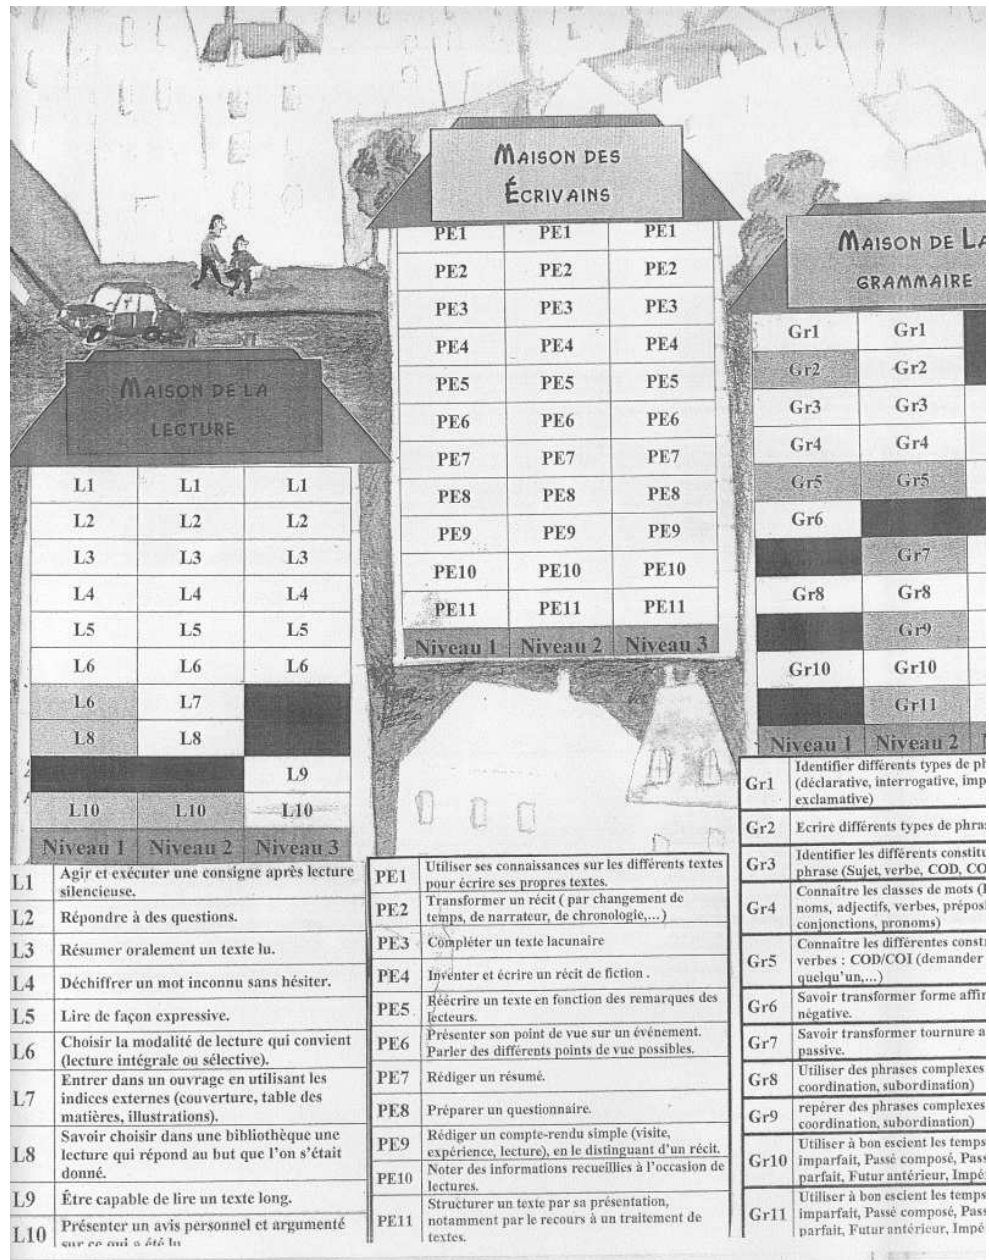 MAISON DES
ÉCRIVAINS
PE1 PE1 PE1
PE2 PE2 PE2
PE3 PE3 PE3
PE4 PE4 PE4
PE5 PE5 PE5
PE6 PE6 PE6
PE7 PE7 PE7
PE8 PE8 PE8
PE9 PE9 PE9
PE10 PE10 PE10
PE11 PE11 PE11
Niveau 1 Niveau 2 Niveau 3
MAISON DE LA
GRAMMAIRE
Gr1 Gr1
Gr2 Gr2
Gr3 Gr3
Gr4 Gr4
Gr5 Gr5
Gr6
Gr7
Gr8 Gr8
Gr9
Gr10 Gr10
Gr11
Niveau 1 Niveau 2
MAISON DE LA
LECTURE
L1 L1 L1
L2 L2 L2
L3 L3 L3
L4 L4 L4
L5 L5 L5
L6 L6 L6
L6 L7
L8 L8
L9
L10 L10 L10
Niveau 1 Niveau 2 Niveau 3
L1 Agir et exécuter une consigne après lecture
silencieuse.
L2 Répondre à des questions.
L3 Résumer oralement un texte lu.
L4 Déchiffrer un mot inconnu sans hésiter.
L5 Lire de façon expressive.
L6 Choisir la modalité de lecture qui convient
(lecture intégrale ou sélective).
L7 Entrer dans un ouvrage en utilisant les
indices externes (couverture, table des
matières, illustrations).
L8 Savoir choisir dans une bibliothèque une
lecture qui répond au but que l'on s'était
donné.
L9 Être capable de lire un texte long.
L10 Présenter un avis personnel et argumenté
sur ce qui a été lu
PE1 Utiliser ses connaissances sur les différents textes
pour écrire ses propres textes.
PE2 Transformer un récit ( par changement de
temps, de narrateur, de chronologie,...)
PE3 Compléter un texte lacunaire
PE4 Inventer et écrire un récit de fiction .
PE5 Réécrire un texte en fonction des remarques des
lecteurs.
PE6 Présenter son point de vue sur un événement.
Parler des différents points de vue possibles.
PE7 Rédiger un résumé.
PE8 Préparer un questionnaire.
PE9 Rédiger un compte-rendu simple (visite,
expérience, lecture), en le distinguant d'un récit.
PE10 Noter des informations recueillies à l'occasion de
lectures.
PE11 Structurer un texte par sa présentation,
notamment par le recours à un traitement de
textes.
Gr1 Identifier différents types de ph
(déclarative, interrogative, imp
exclamative)
Gr2 Ecrire différents types de phra
Gr3 Identifier les différents constitu
phrase (Sujet, verbe, COD, CO
Gr4 Connaître les classes de mots (
noms, adjectifs, verbes, prépos
conjonctions, pronoms)
Gr5 Connaître les différentes constr
verbes : COD/COI (demander
quelqu'un,...)
Gr6 Savoir transformer forme affir
négative.
Gr7 Savoir transformer tournure a
passive.
Gr8 Utiliser des phrases complexes
coordination, subordination)
Gr9 repérer des phrases complexes
coordination, subordination)
Gr10 Utiliser à bon escient les temps
imparfait, Passé composé, Pass
parfait, Futur antérieur, Impé
Gr11 Utiliser à bon escient les temps
imparfait, Passé composé, Pass
parfait, Futur antérieur, Impé